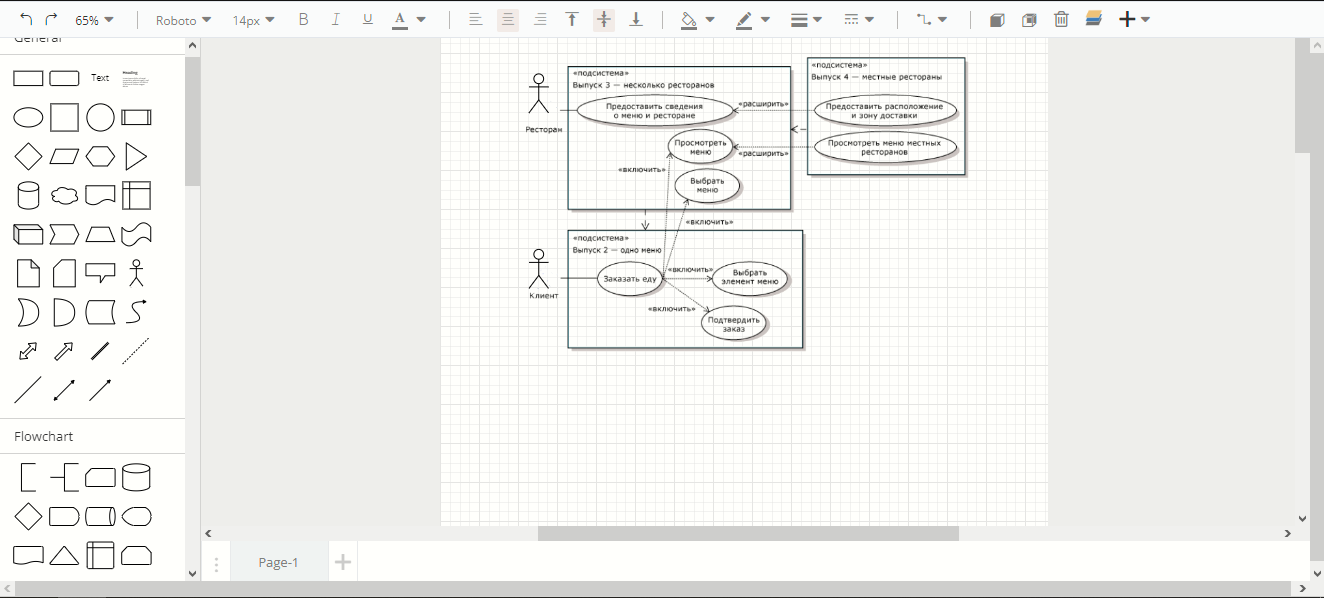 65%
Roboto
14px
B
I
U
A
General
Text
Heading
Flowchart
«подсистема»
Выпуск 3 — несколько ресторанов
Предоставить сведения
о меню и ресторане
Ресторан
«расширить»
Просмотреть
меню
«расширить»
«включить»
Выбрать
меню
«подсистема»
Выпуск 4 — местные рестораны
Предоставить расположение
и зону доставки
Просмотреть меню местных
ресторанов
«включить»
«подсистема»
Выпуск 2 — одно меню
Заказать еду
«включить»
Выбрать
элемент меню
Клиент
«включить»
Подтвердить
заказ
Page-1